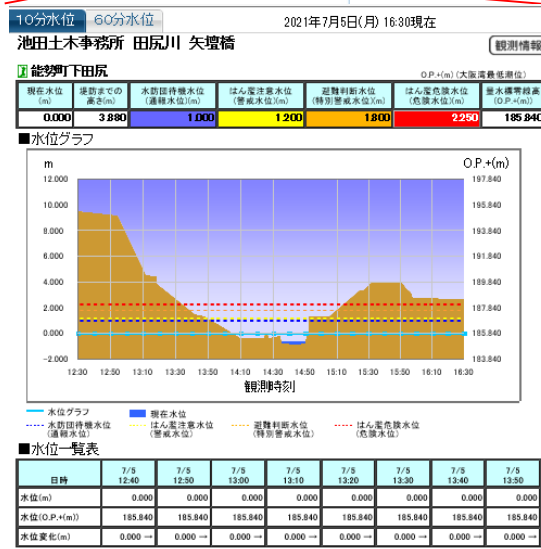 10分水位 60分水位 2021年7月5日(月) 16:30現在
池田土木事務所 田尻川 矢壇橋 観測情報
能勢町下田尻 O.P.+(m) (大阪湾最低潮位)
現在水位(m) 堤防までの高さ(m) 水防団待機水位(通報水位)(m) はん濫注意水位(警戒水位)(m) 避難判断水位(特別警戒水位)(m) はん濫危険水位(危険水位)(m) 量水標零線高(O.P.+(m))
0.000 3.880 1.000 1.200 1.800 2.250 185.840
■水位グラフ
m O.P.+(m)
12.000 197.840
10.000 195.840
8.000 193.840
6.000 191.840
4.000 189.840
2.000 187.840
0.000 185.840
-2.000 183.840
12:30 12:50 13:10 13:30 13:50 14:10 14:30 14:50 15:10 15:30 15:50 16:10 16:30
観測時刻
水位グラフ 現在水位
水防団待機水位(通報水位) はん濫注意水位(警戒水位) 避難判断水位(特別警戒水位) はん濫危険水位(危険水位)
■水位一覧表
日時 7/5 12:40 7/5 12:50 7/5 13:00 7/5 13:10 7/5 13:20 7/5 13:30 7/5 13:40 7/5 13:50
水位(m) 0.000 0.000 0.000 0.000 0.000 0.000 0.000 0.000
水位(O.P.+(m)) 185.840 185.840 185.840 185.840 185.840 185.840 185.840 185.840
水位変化(m) 0.000 → 0.000 → 0.000 → 0.000 → 0.000 → 0.000 → 0.000 → 0.000 →